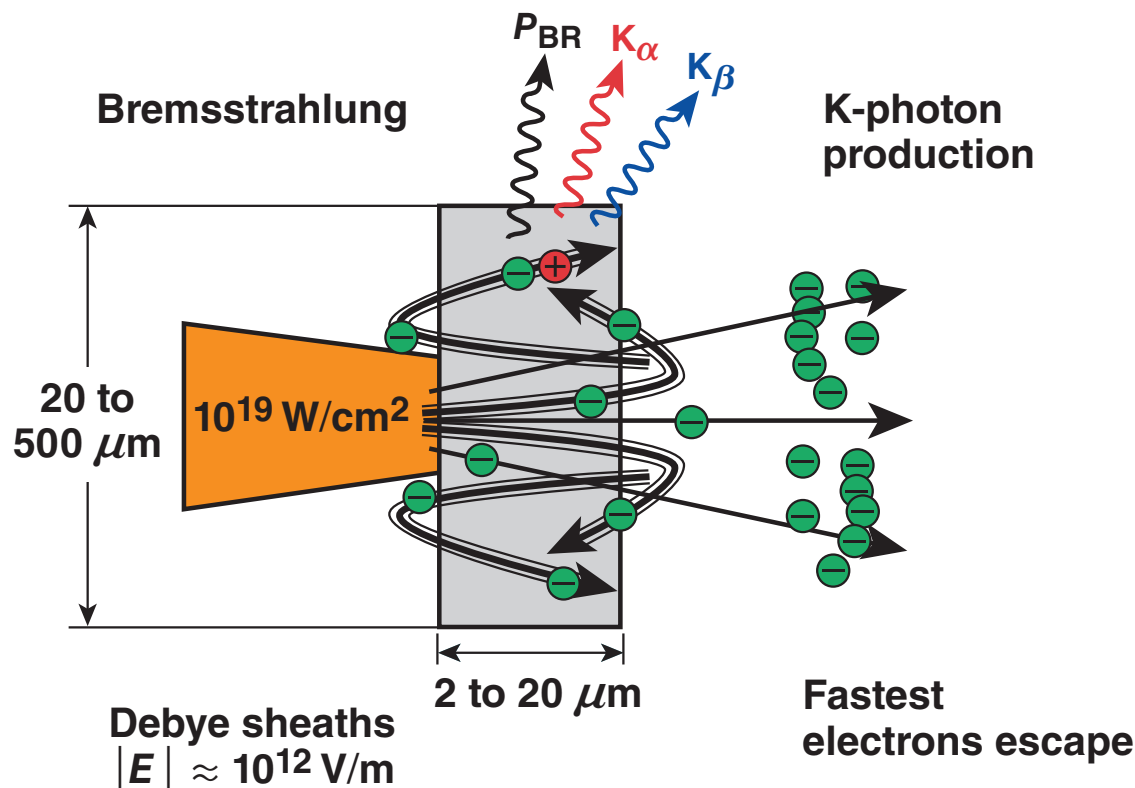 P_BR
K_α
K_β
Bremsstrahlung
K-photon
production
20 to
500 μm
10^19 W/cm^2
2 to 20 μm
Debye sheaths
|E| ≈ 10^12 V/m
Fastest
electrons escape